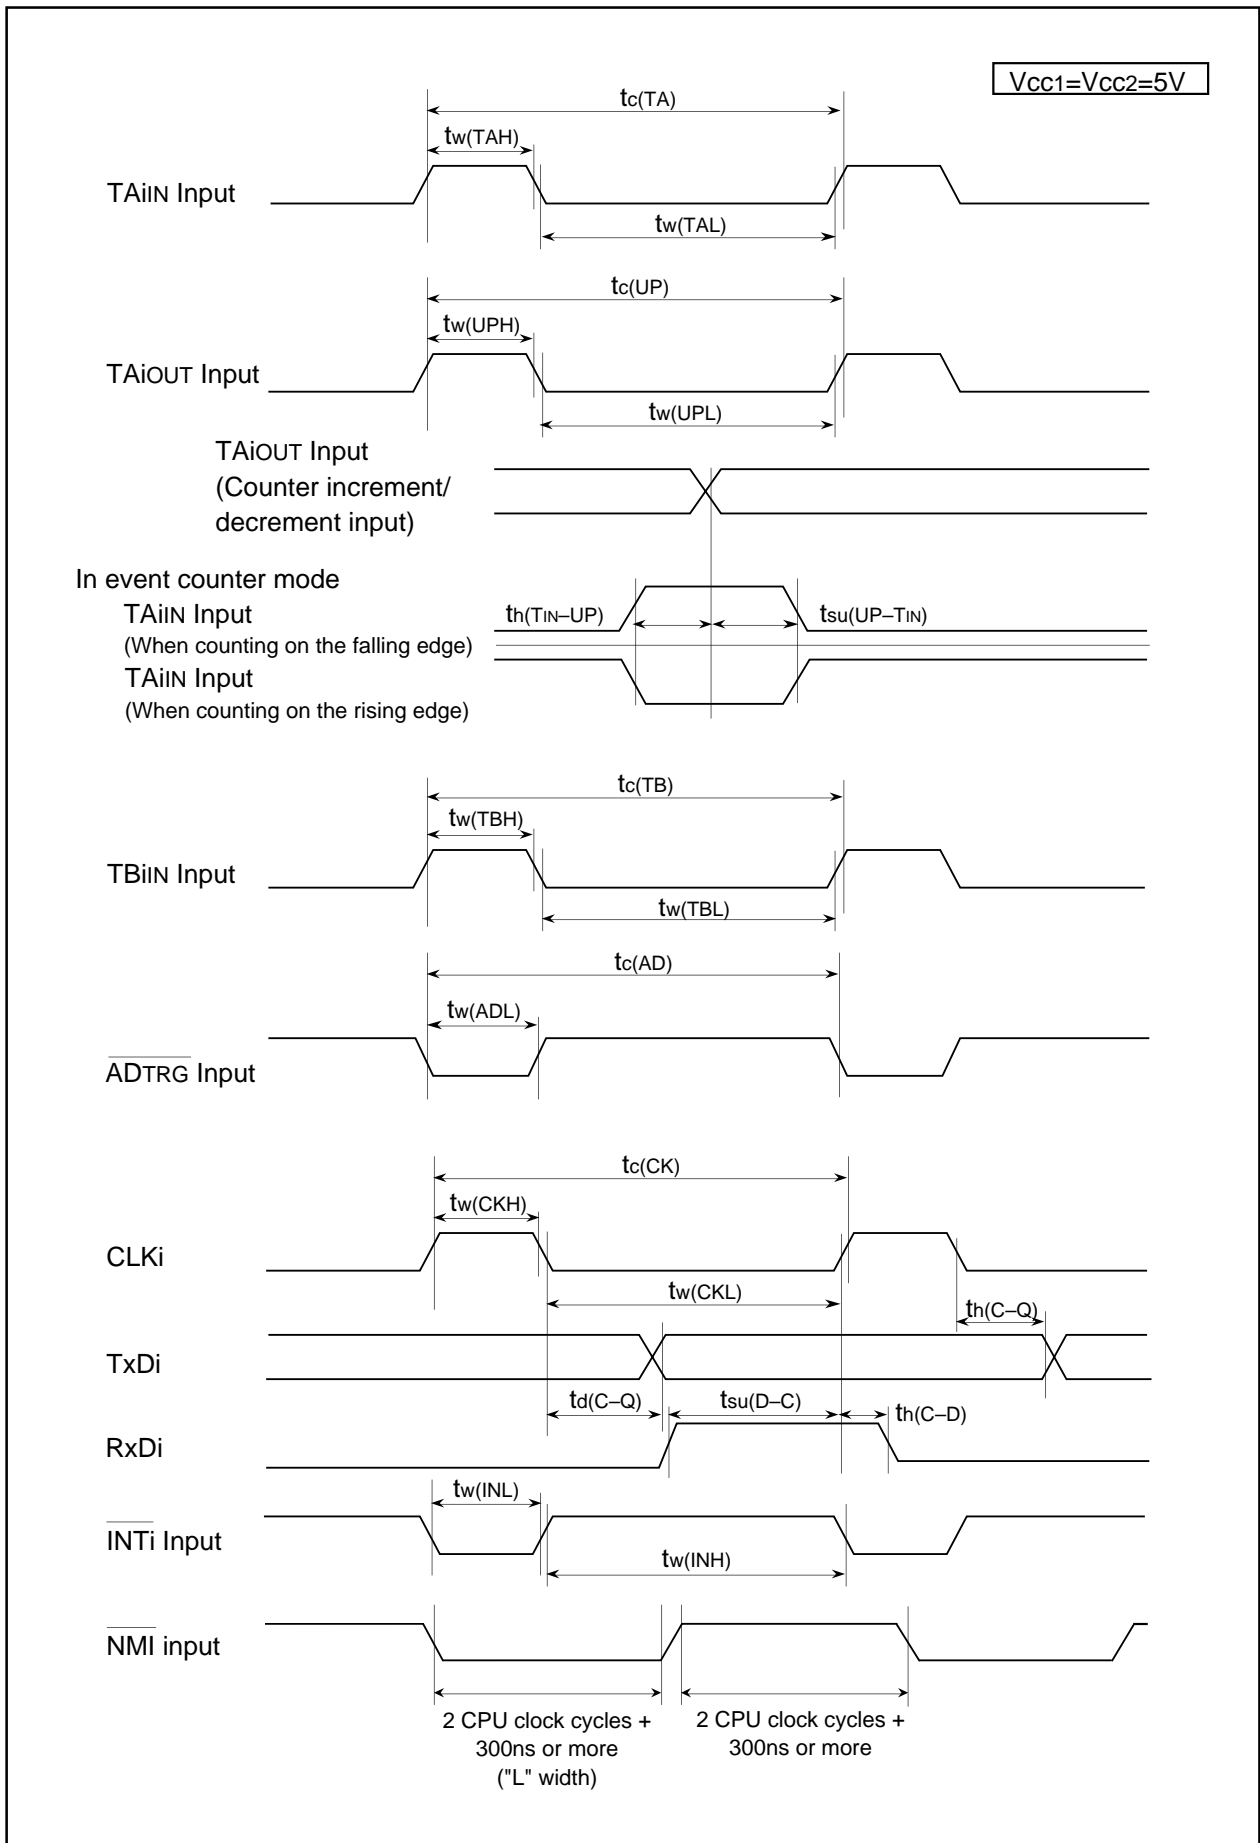 Vcc1=Vcc2=5V
tc(TA)
tw(TAH)
TAiIN Input
tw(TAL)
tc(UP)
tw(UPH)
TAiOUT Input
tw(UPL)
TAiOUT Input
(Counter increment/
decrement input)
In event counter mode
TAiIN Input
(When counting on the falling edge)
th(TIN–UP)
tsu(UP–TIN)
TAiIN Input
(When counting on the rising edge)
tc(TB)
tw(TBH)
TBiIN Input
tw(TBL)
tc(AD)
tw(ADL)
ADTRG Input
tc(CK)
tw(CKH)
CLKi
tw(CKL)
th(C–Q)
TxDi
td(C–Q)
tsu(D–C)
th(C–D)
RxDi
tw(INL)
INTi Input
tw(INH)
NMI input
2 CPU clock cycles +
300ns or more
("L" width)
2 CPU clock cycles +
300ns or more